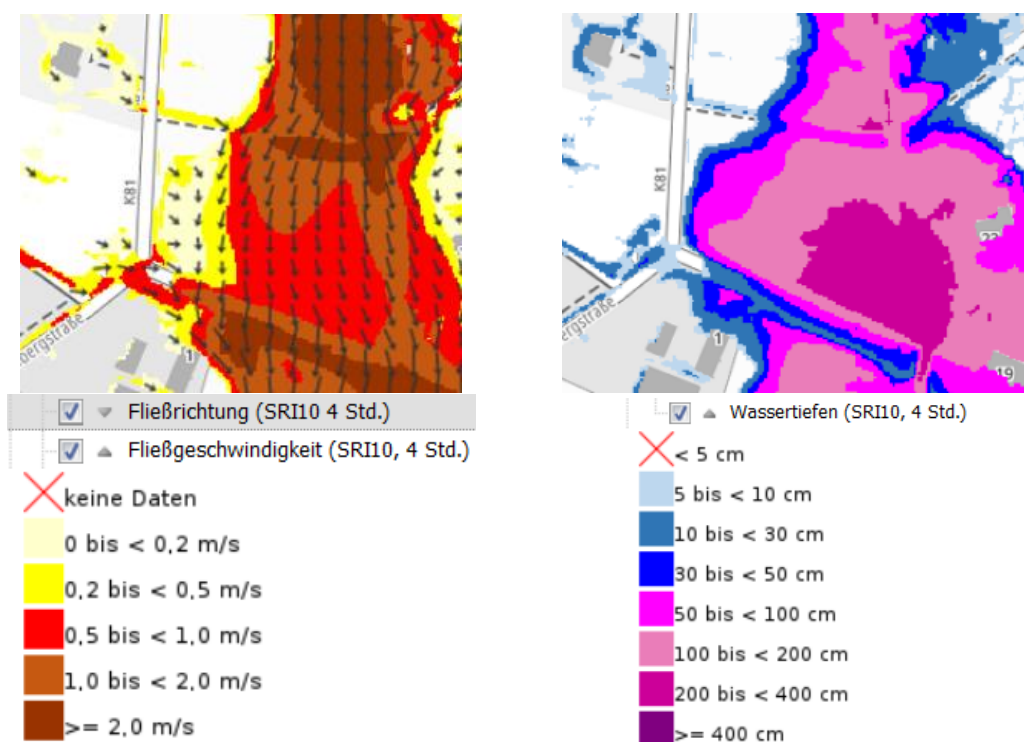 K81
bergstraße
1
Fließrichtung (SRI10 4 Std.)
Fließgeschwindigkeit (SRI10, 4 Std.)
keine Daten
0 bis < 0,2 m/s
0,2 bis < 0,5 m/s
0,5 bis < 1,0 m/s
1,0 bis < 2,0 m/s
>= 2,0 m/s
K81
bergstraße
1
22
19
Wassertiefen (SRI10, 4 Std.)
< 5 cm
5 bis < 10 cm
10 bis < 30 cm
30 bis < 50 cm
50 bis < 100 cm
100 bis < 200 cm
200 bis < 400 cm
>= 400 cm